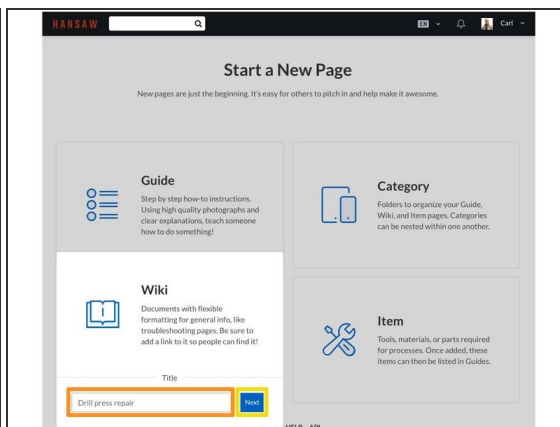 HANSAW
EN
Carl
Start a New Page
New pages are just the beginning. It's easy for others to pitch in and help make it awesome.
Guide
Step by step how-to instructions.
Using high quality photographs and
clear explanations, teach someone
how to do something!
Category
Folders to organize your Guide,
Wiki, and Item pages. Categories
can be nested within one another.
Wiki
Documents with flexible
formatting for general info, like
troubleshooting pages. Be sure to
add a link to it so people can find it!
Title
Drill press repair
Next
Item
Tools, materials, or parts required
for processes. Once added, these
items can then be listed in Guides.
HELP API